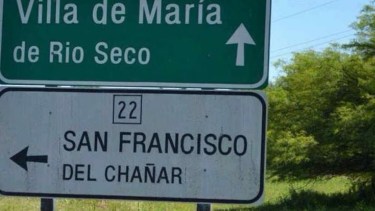 Villa de María
de Rio Seco
22
SAN FRANCISCO
DEL CHAÑAR